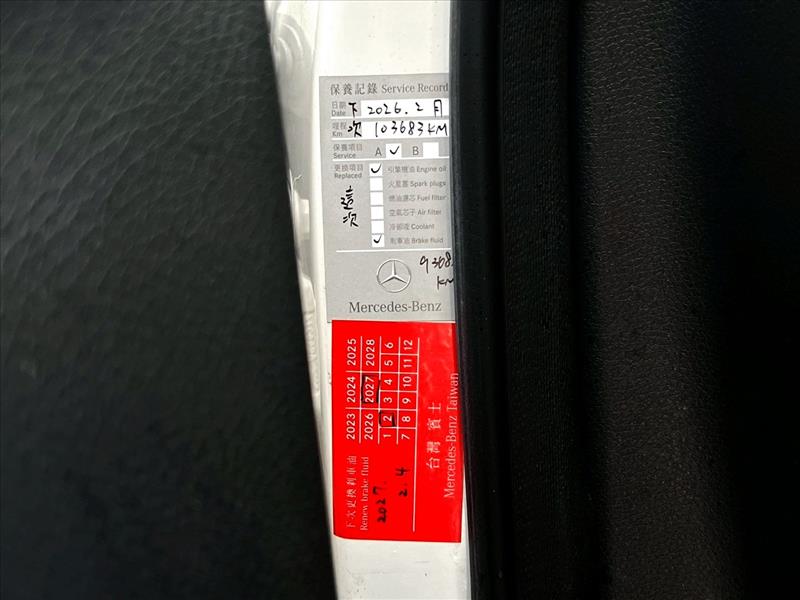 保養記錄 Service Record
日期 Date 下 2026. 2 月
哩程 Km 次 103683KM
保養項目 Service A ✓ B
更換項目 Replaced ✓ 引擎機油 Engine oil
火星塞 Spark plugs
燃油濾芯 Fuel filter
這次 空氣芯子 Air filter
冷卻液 Coolant
✓ 剎車油 Brake fluid
KM
Mercedes-Benz
下次更換剎車油
Renew brake fluid
2027.
2.4
2023 2024 2025
2026 2027 2028
1 2 3 4 5 6
7 8 9 10 11 12
台灣賓士
Mercedes-Benz Taiwan